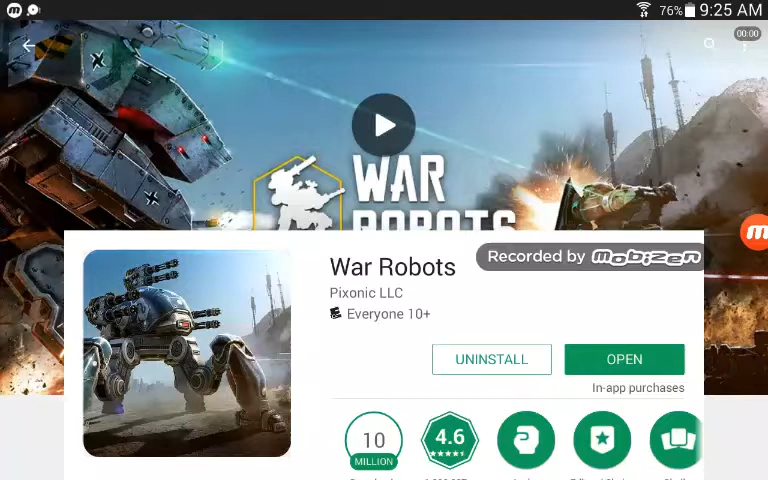 76% 9:25 AM
00:00
WAR
ROBOTS
Recorded by mobizen
War Robots
Pixonic LLC
Everyone 10+
UNINSTALL
OPEN
In-app purchases
10
MILLION
4.6